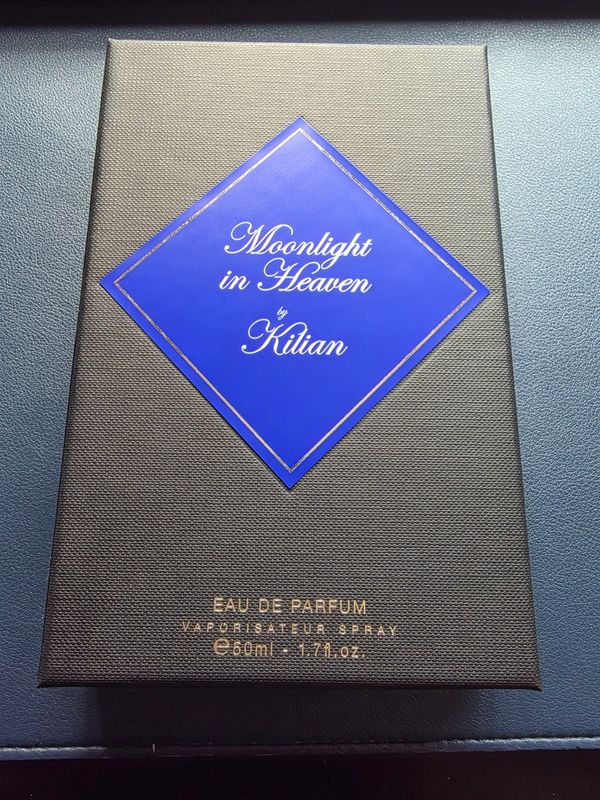 Moonlight
in Heaven
by
Kilian
EAU DE PARFUM
VAPORISATEUR SPRAY
℮50ml - 1.7fl.oz.